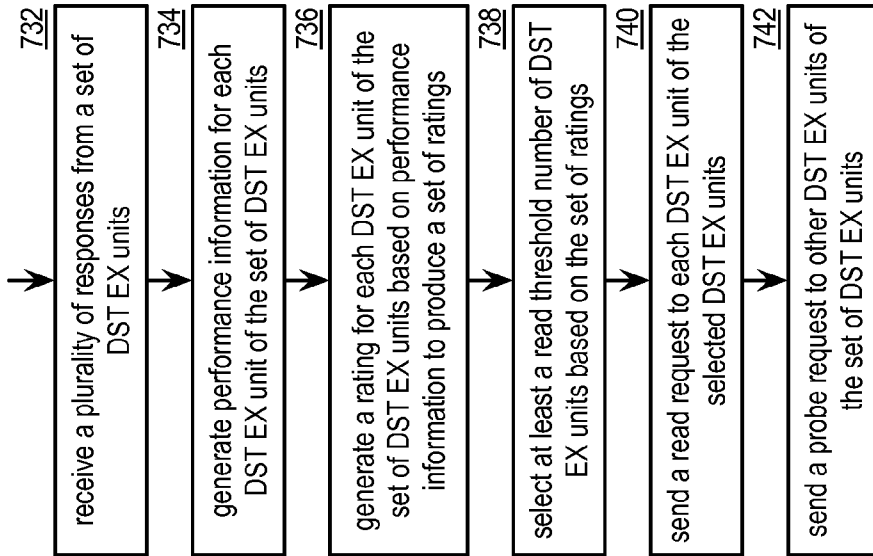 732
receive a plurality of responses from a set of
DST EX units
734
generate performance information for each
DST EX unit of the set of DST EX units
736
generate a rating for each DST EX unit of the
set of DST EX units based on performance
information to produce a set of ratings
738
select at least a read threshold number of DST
EX units based on the set of ratings
740
send a read request to each DST EX unit of the
selected DST EX units
742
send a probe request to other DST EX units of
the set of DST EX units